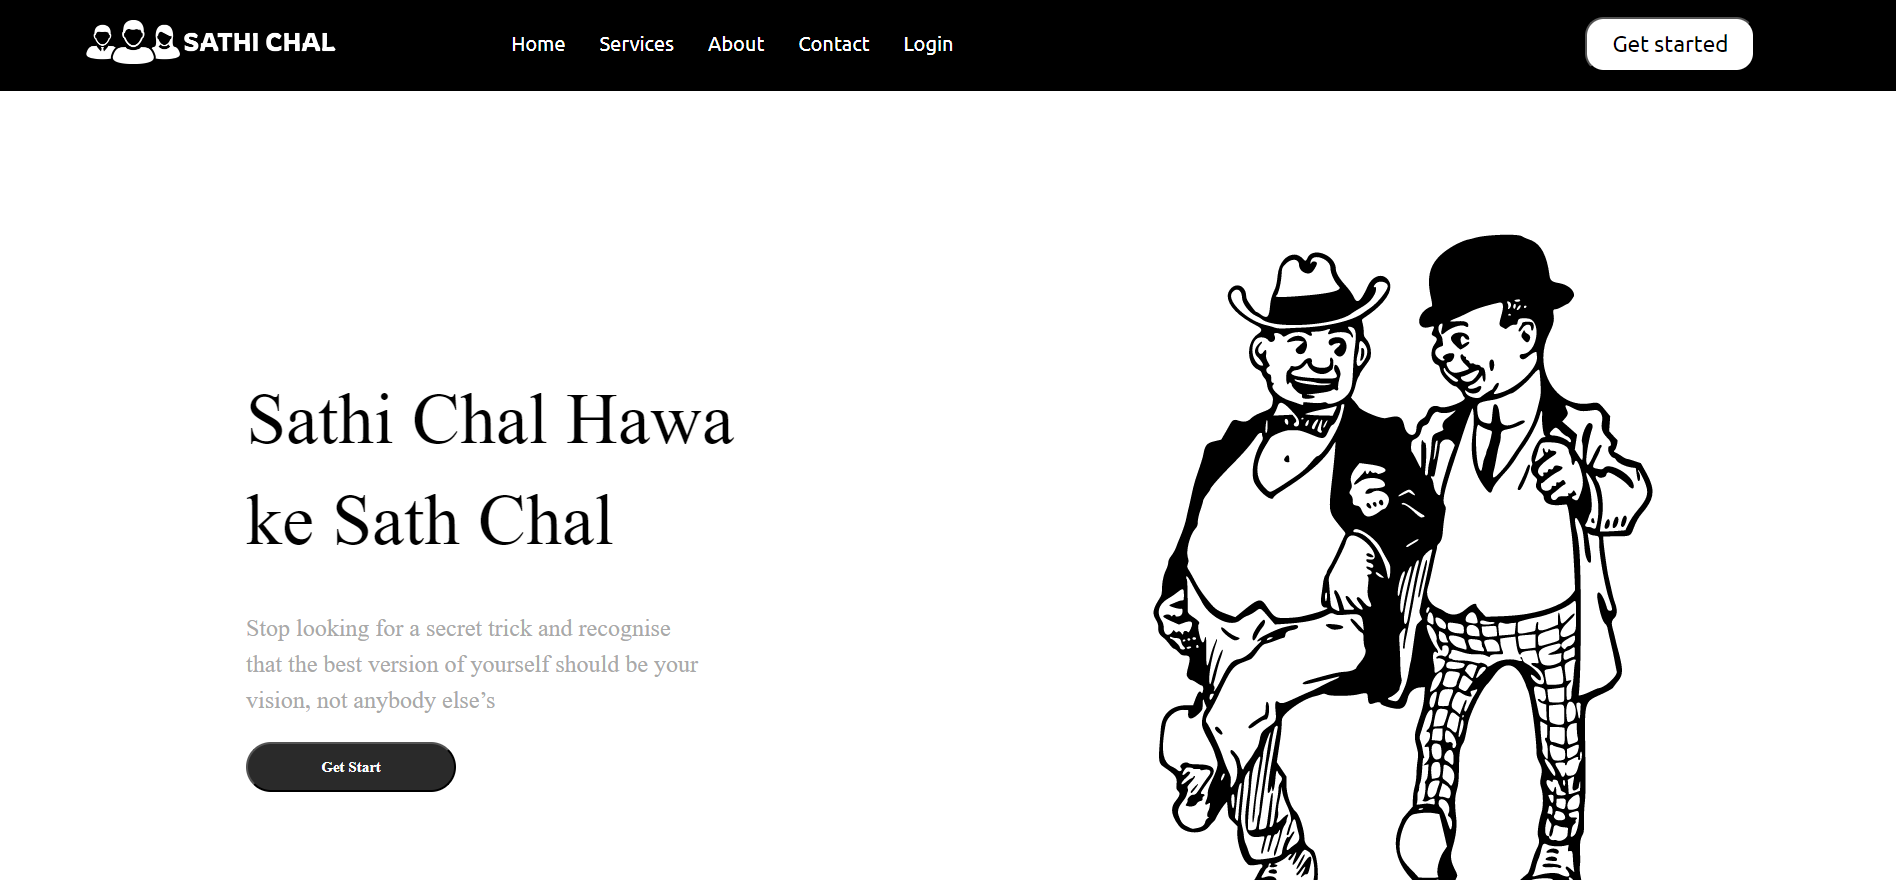 SATHI CHAL
Home Services About Contact Login
Get started
Sathi Chal Hawa
ke Sath Chal
Stop looking for a secret trick and recognise
that the best version of yourself should be your
vision, not anybody else’s
Get Start